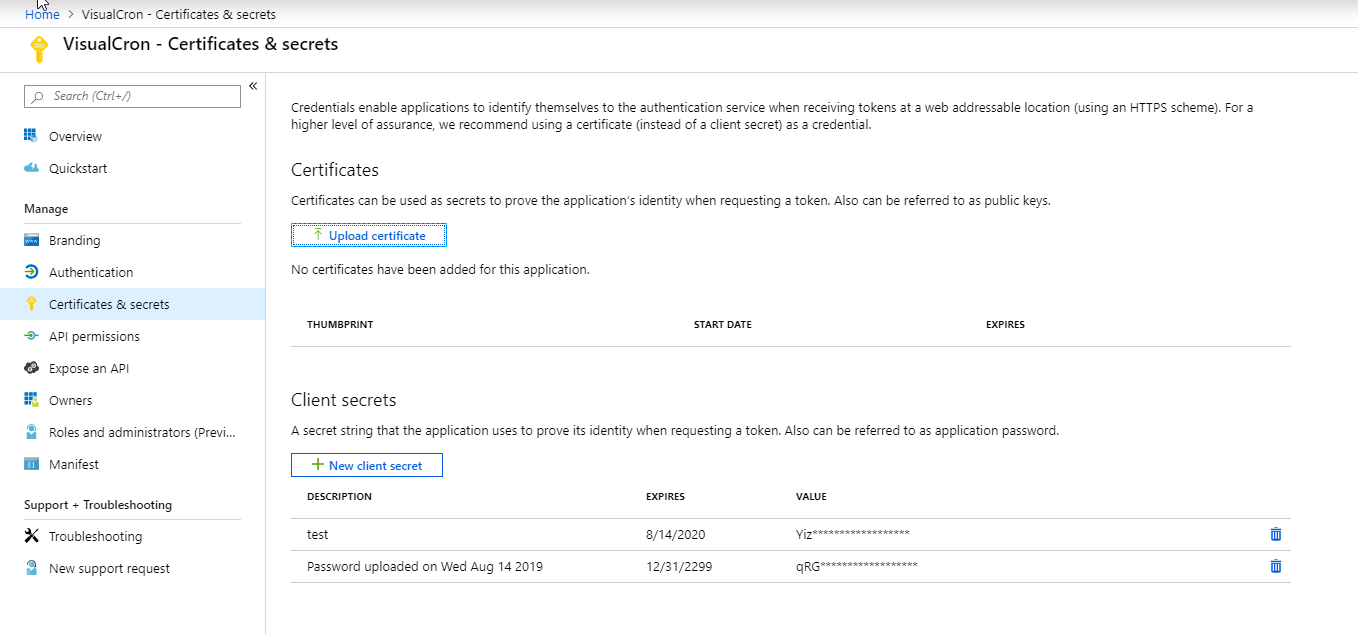 Home > VisualCron - Certificates & secrets
VisualCron - Certificates & secrets
Search (Ctrl+/)
«
Overview
Quickstart
Manage
Branding
Authentication
Certificates & secrets
API permissions
Expose an API
Owners
Roles and administrators (Previ...
Manifest
Support + Troubleshooting
Troubleshooting
New support request
Credentials enable applications to identify themselves to the authentication service when receiving tokens at a web addressable location (using an HTTPS scheme). For a
higher level of assurance, we recommend using a certificate (instead of a client secret) as a credential.
Certificates
Certificates can be used as secrets to prove the application's identity when requesting a token. Also can be referred to as public keys.
Upload certificate
No certificates have been added for this application.
THUMBPRINT START DATE EXPIRES
Client secrets
A secret string that the application uses to prove its identity when requesting a token. Also can be referred to as application password.
New client secret
DESCRIPTION EXPIRES VALUE
test 8/14/2020 Yiz******************
Password uploaded on Wed Aug 14 2019 12/31/2299 qRG******************